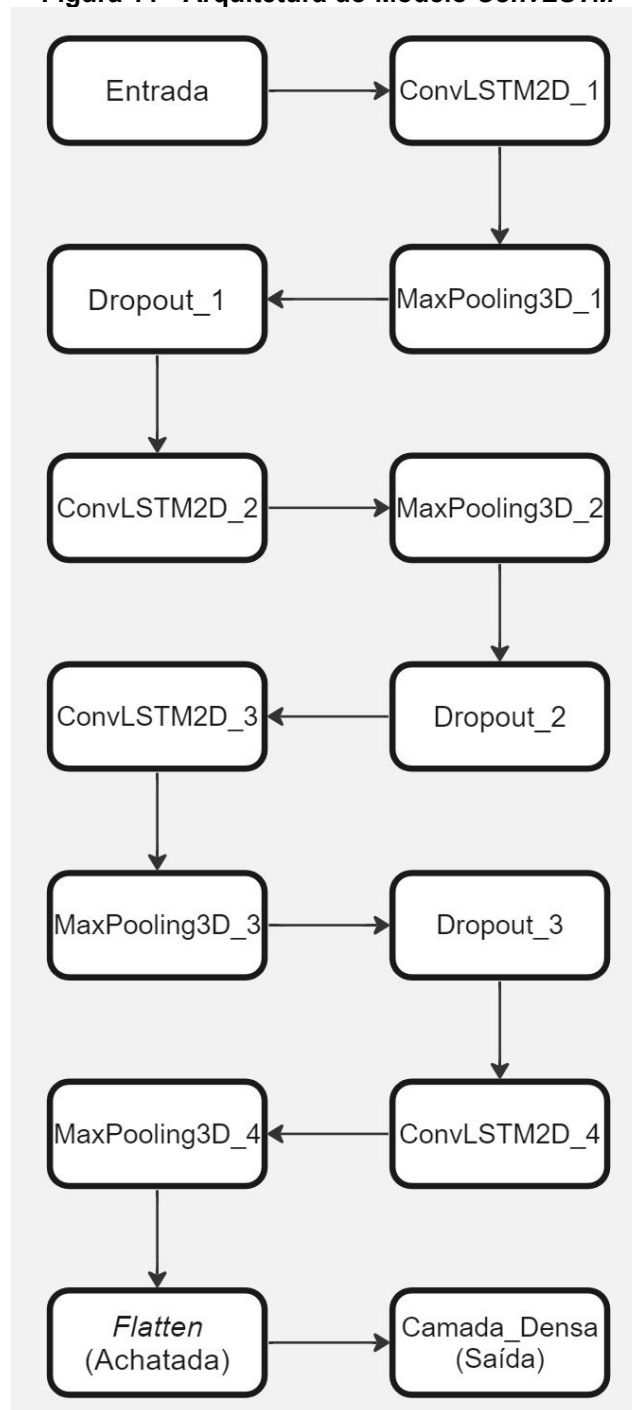 Figura - Arquitetura do Modelo ConvLSTM
Entrada
ConvLSTM2D_1
Dropout_1
MaxPooling3D_1
ConvLSTM2D_2
MaxPooling3D_2
ConvLSTM2D_3
Dropout_2
MaxPooling3D_3
Dropout_3
MaxPooling3D_4
ConvLSTM2D_4
Flatten
(Achatada)
Camada_Densa
(Saída)